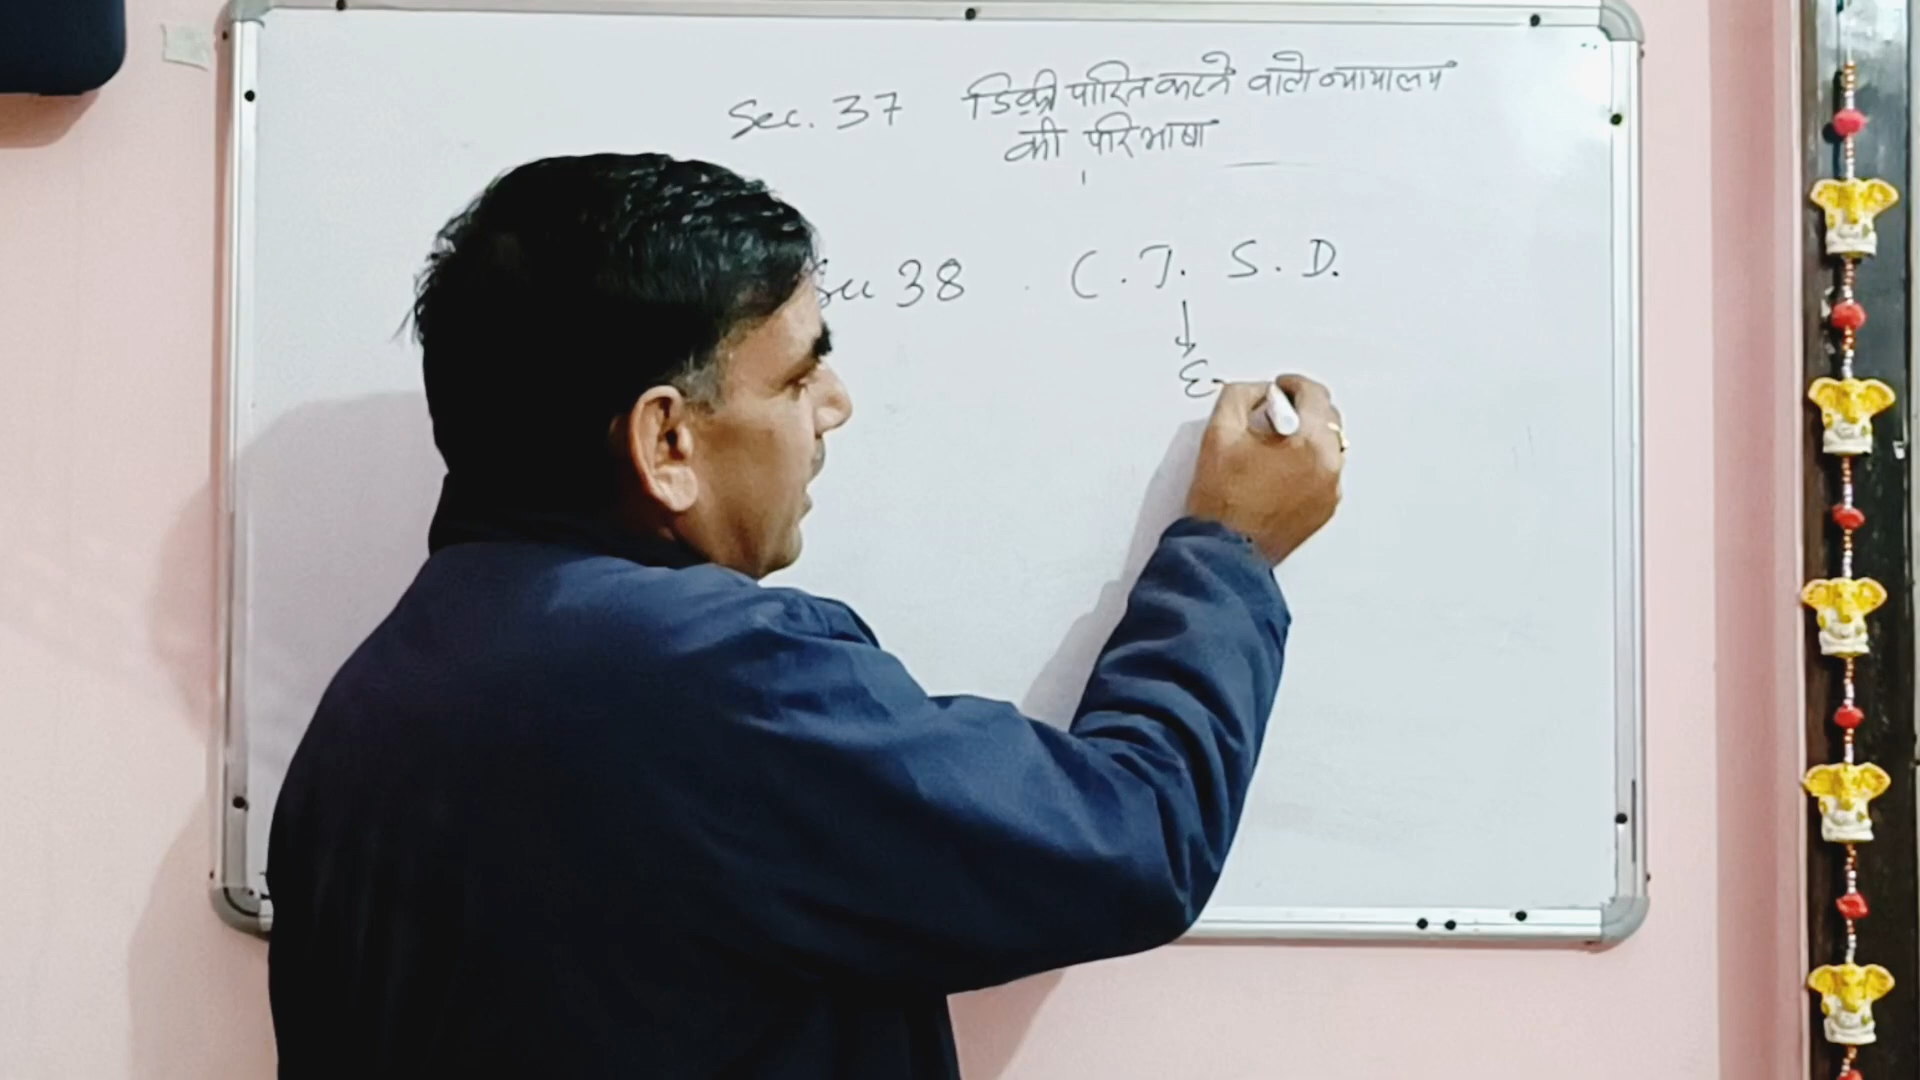 Sec. 37 डिक्री पारित करने वाले न्यायालय
की परिभाषा
Sec 38 . C. J. S. D.
↓
E